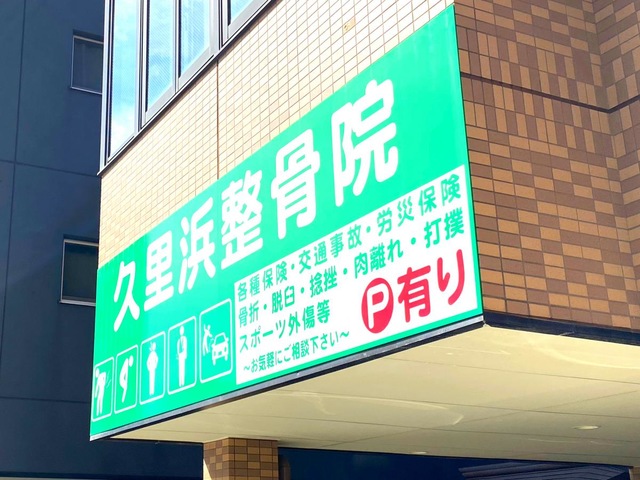 久里浜整骨院
各種保険・交通事故・労災保険
骨折・脱臼・捻挫・肉離れ・打撲
スポーツ外傷等
～お気軽にご相談下さい～
P有り